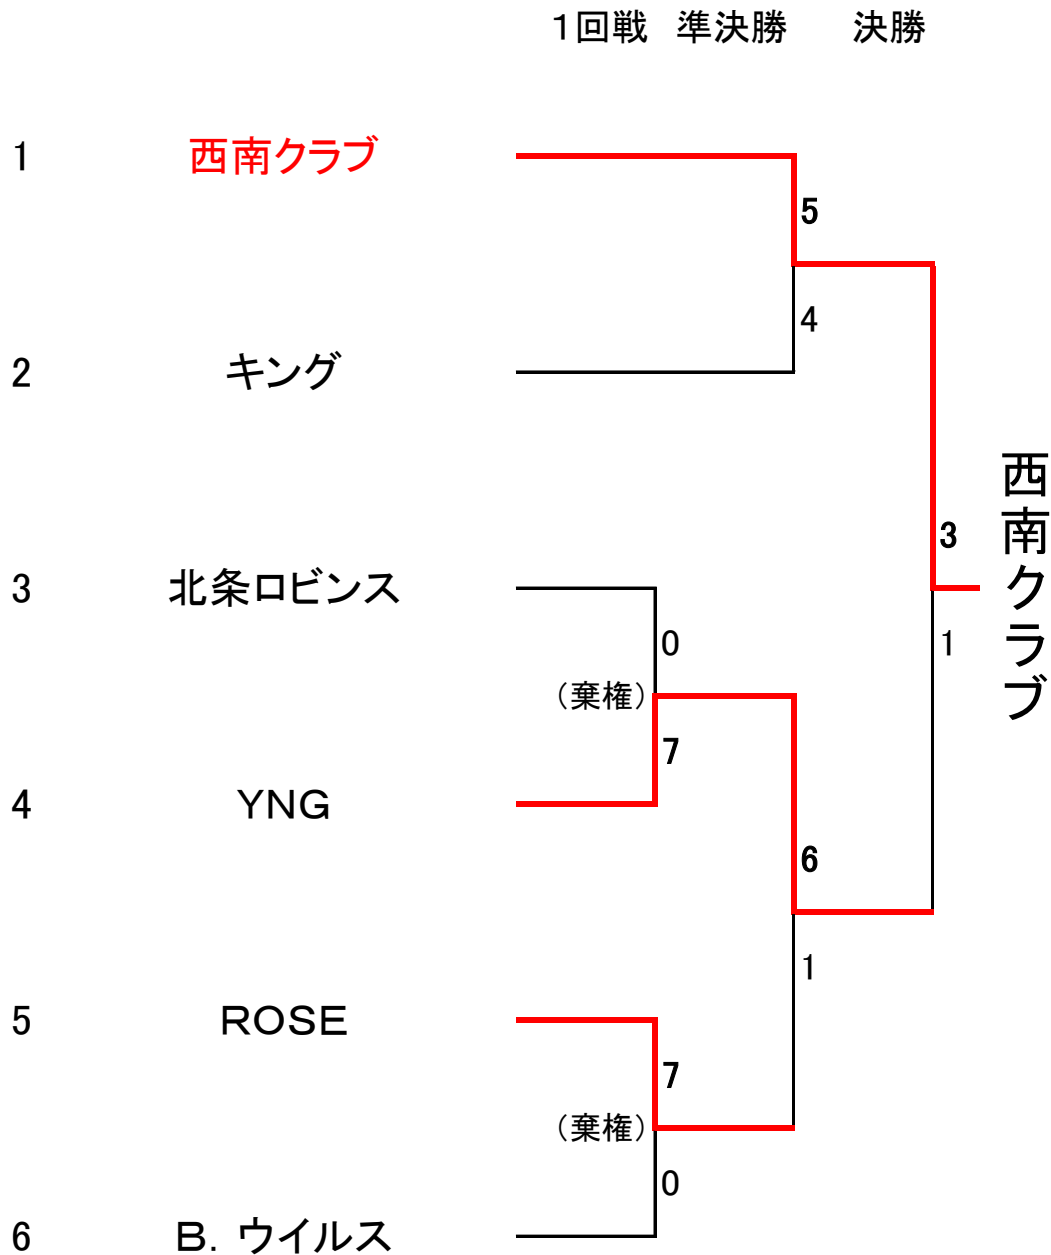 1回戦 準決勝 決勝
1 西南クラブ
5
4
2 キング
西南クラブ
3
3 北条ロビンス
0
1
（棄権）
7
4 YNG
6
1
5 ROSE
7
（棄権）
0
6 B．ウイルス